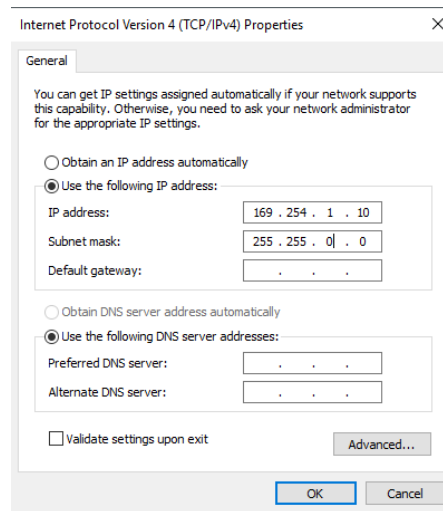 Internet Protocol Version 4 (TCP/IPv4) Properties
General
You can get IP settings assigned automatically if your network supports
this capability. Otherwise, you need to ask your network administrator
for the appropriate IP settings.
Obtain an IP address automatically
Use the following IP address:
IP address: 169 . 254 . 1 . 10
Subnet mask: 255 . 255 . 0 . 0
Default gateway: . . .
Obtain DNS server address automatically
Use the following DNS server addresses:
Preferred DNS server: . . .
Alternate DNS server: . . .
Validate settings upon exit
Advanced...
OK Cancel